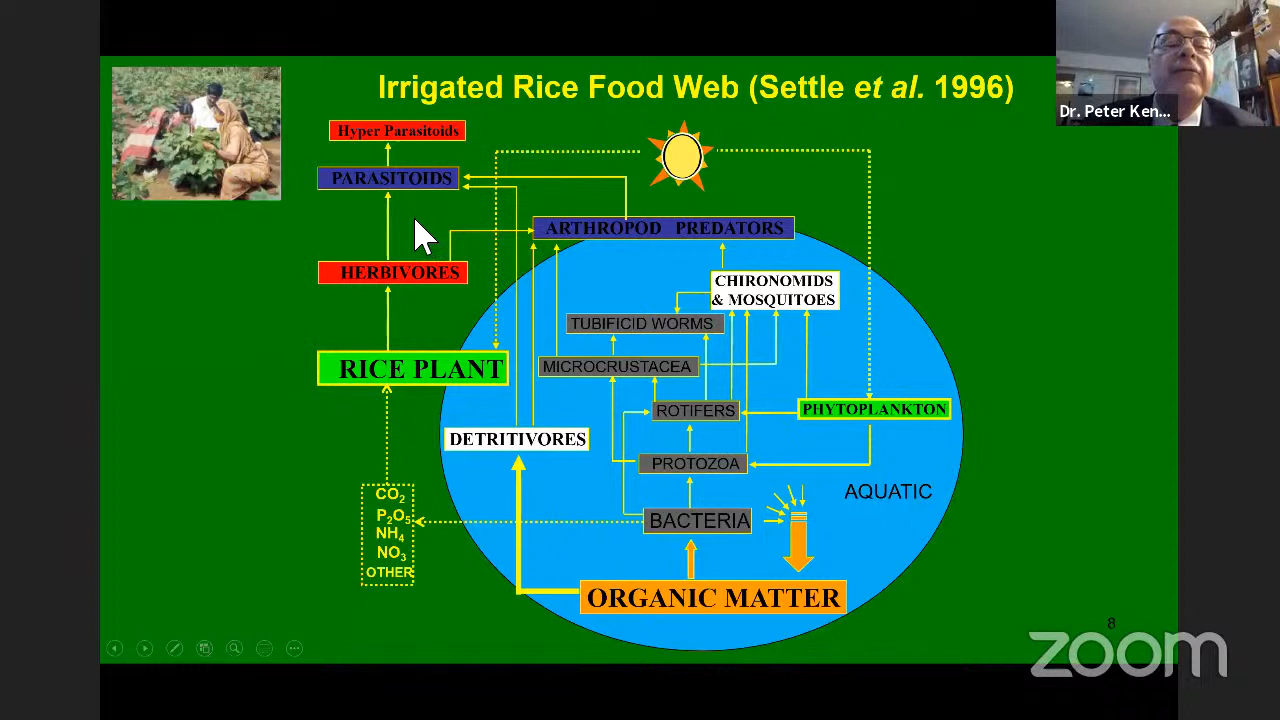 Irrigated Rice Food Web (Settle et al. 1996)
Dr. Peter Ken...
Hyper Parasitoids
PARASITOIDS
ARTHROPOD PREDATORS
HERBIVORES
CHIRONOMIDS
& MOSQUITOES
TUBIFICID WORMS
RICE PLANT
MICROCRUSTACEA
ROTIFERS
PHYTOPLANKTON
DETRITIVORES
PROTOZOA
AQUATIC
CO2
P2O5
NH4
NO3
OTHER
BACTERIA
ORGANIC MATTER
8
zoom